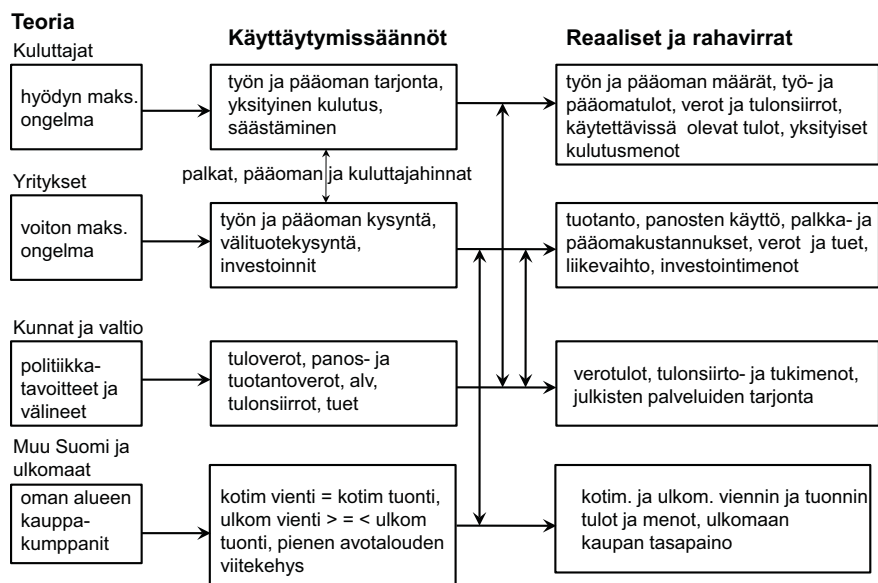 Teoria
Käyttäytymissäännöt
Reaaliset ja rahavirrat
Kuluttajat
hyödyn maks.
ongelma
työn ja pääoman tarjonta,
yksityinen kulutus,
säästäminen
työn ja pääoman määrät, työ- ja
pääomatulot, verot ja tulonsiirrot,
käytettävissä olevat tulot, yksityiset
kulutusmenot
palkat, pääoman ja kuluttajahinnat
Yritykset
voiton maks.
ongelma
työn ja pääoman kysyntä,
välituotekysyntä,
investoinnit
tuotanto, panosten käyttö, palkka- ja
pääomakustannukset, verot ja tuet,
liikevaihto, investointimenot
Kunnat ja valtio
politiikka-
tavoitteet ja
välineet
tuloverot, panos- ja
tuotantoverot, alv,
tulonsiirrot, tuet
verotulot, tulonsiirto- ja tukimenot,
julkisten palveluiden tarjonta
Muu Suomi ja
ulkomaat
oman alueen
kauppa-
kumppanit
kotim vienti = kotim tuonti,
ulkom vienti > = < ulkom
tuonti, pienen avotalouden
viitekehys
kotim. ja ulkom. viennin ja tuonnin
tulot ja menot, ulkomaan
kaupan tasapaino